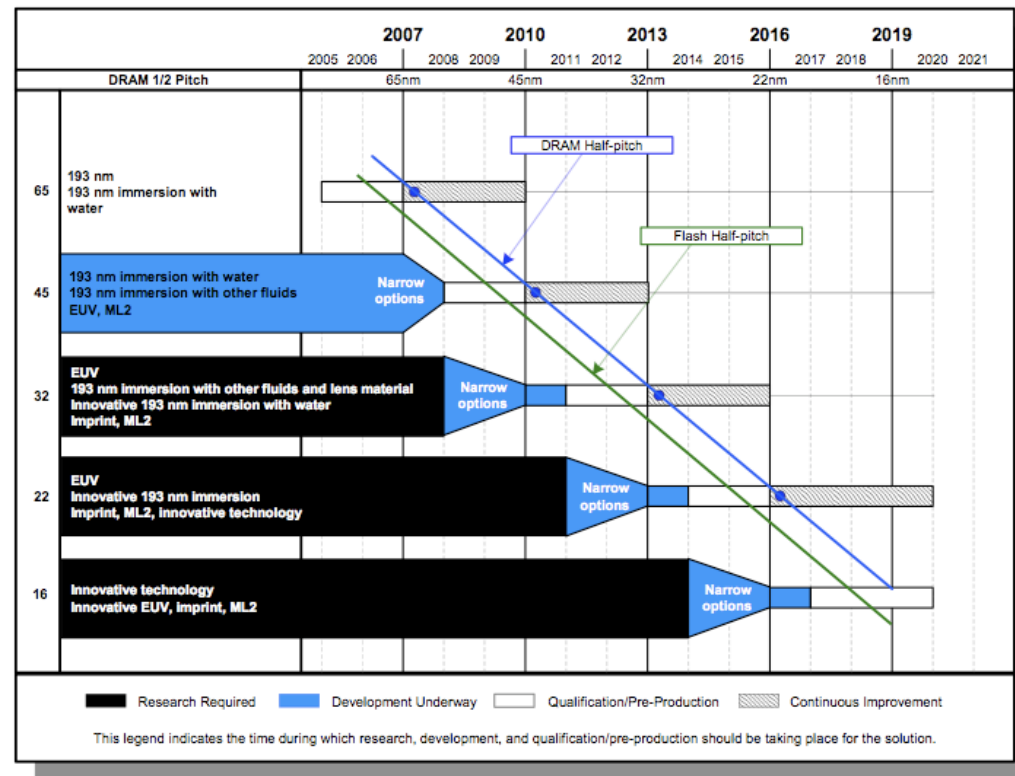 2007 2010 2013 2016 2019
2005 2006 2008 2009 2011 2012 2014 2015 2017 2018 2020 2021
DRAM 1/2 Pitch 65nm 45nm 32nm 22nm 16nm
DRAM Half-pitch
65
193 nm
193 nm immersion with
water
Flash Half-pitch
45
193 nm immersion with water
193 nm immersion with other fluids
EUV, ML2
Narrow
options
32
EUV
193 nm immersion with other fluids and lens material
Innovative 193 nm immersion with water
Imprint, ML2
Narrow
options
22
EUV
Innovative 193 nm immersion
Imprint, ML2, innovative technology
Narrow
options
16
Innovative technology
Innovative EUV, imprint, ML2
Narrow
options
Research Required Development Underway Qualification/Pre-Production Continuous Improvement
This legend indicates the time during which research, development, and qualification/pre-production should be taking place for the solution.